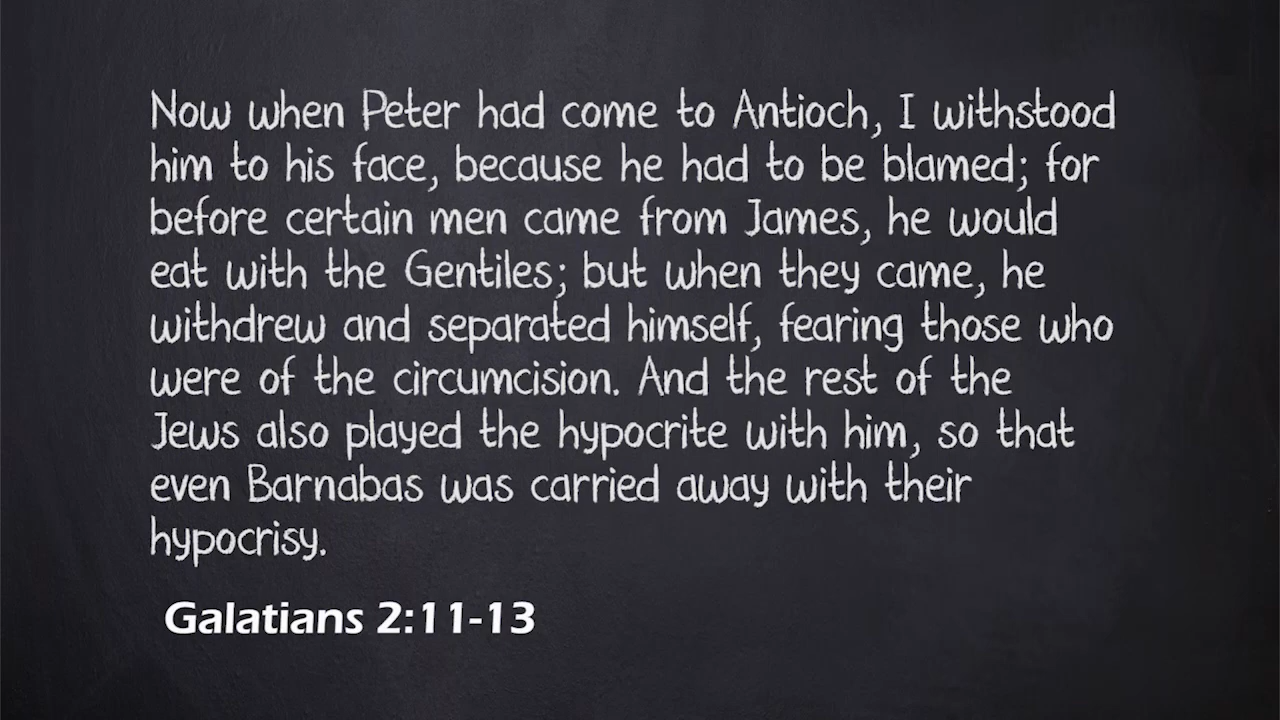 Now when Peter had come to Antioch, I withstood
him to his face, because he had to be blamed; for
before certain men came from James, he would
eat with the Gentiles; but when they came, he
withdrew and separated himself, fearing those who
were of the circumcision. And the rest of the
Jews also played the hypocrite with him, so that
even Barnabas was carried away with their
hypocrisy.
Galatians 2:11-13